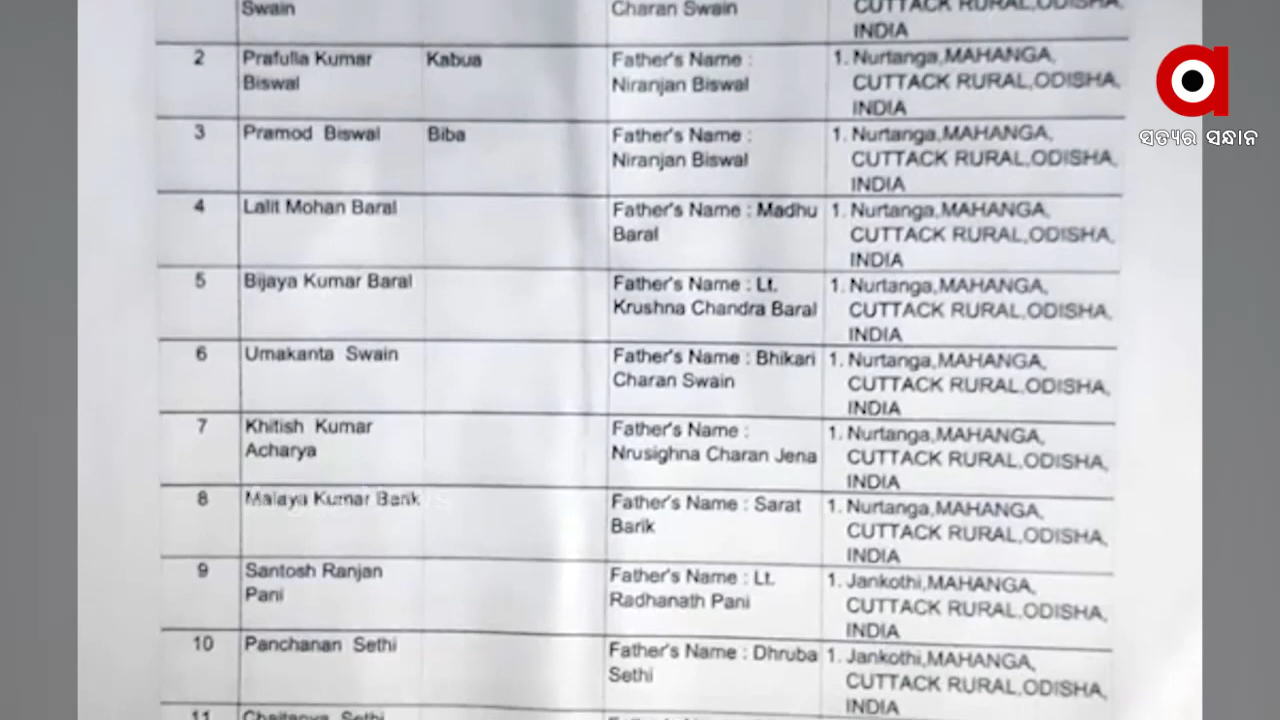 Swain
Charan Swain
CUTTACK RURAL,ODISHA,
INDIA
2
Prafulla Kumar
Biswal
Kabua
Father's Name :
Niranjan Biswal
1. Nurtanga,MAHANGA,
CUTTACK RURAL,ODISHA,
INDIA
3
Pramod Biswal
Biba
Father's Name :
Niranjan Biswal
1. Nurtanga,MAHANGA,
CUTTACK RURAL,ODISHA,
INDIA
4
Lalit Mohan Baral
Father's Name : Madhu
Baral
1. Nurtanga,MAHANGA,
CUTTACK RURAL,ODISHA,
INDIA
5
Bijaya Kumar Baral
Father's Name : Lt.
Krushna Chandra Baral
1. Nurtanga,MAHANGA,
CUTTACK RURAL,ODISHA,
INDIA
6
Umakanta Swain
Father's Name : Bhikari
Charan Swain
1. Nurtanga,MAHANGA,
CUTTACK RURAL,ODISHA,
INDIA
7
Khitish Kumar
Acharya
Father's Name :
Nrusighna Charan Jena
1. Nurtanga,MAHANGA,
CUTTACK RURAL,ODISHA,
INDIA
8
Malaya Kumar Barik
Father's Name : Sarat
Barik
1. Nurtanga,MAHANGA,
CUTTACK RURAL,ODISHA,
INDIA
9
Santosh Ranjan
Pani
Father's Name : Lt.
Radhanath Pani
1. Jankothi,MAHANGA,
CUTTACK RURAL,ODISHA,
INDIA
10
Panchanan Sethi
Father's Name : Dhruba
Sethi
1. Jankothi,MAHANGA,
CUTTACK RURAL,ODISHA,
INDIA
11
Chaitanya Sethi
ସତ୍ୟର ସନ୍ଧାନ